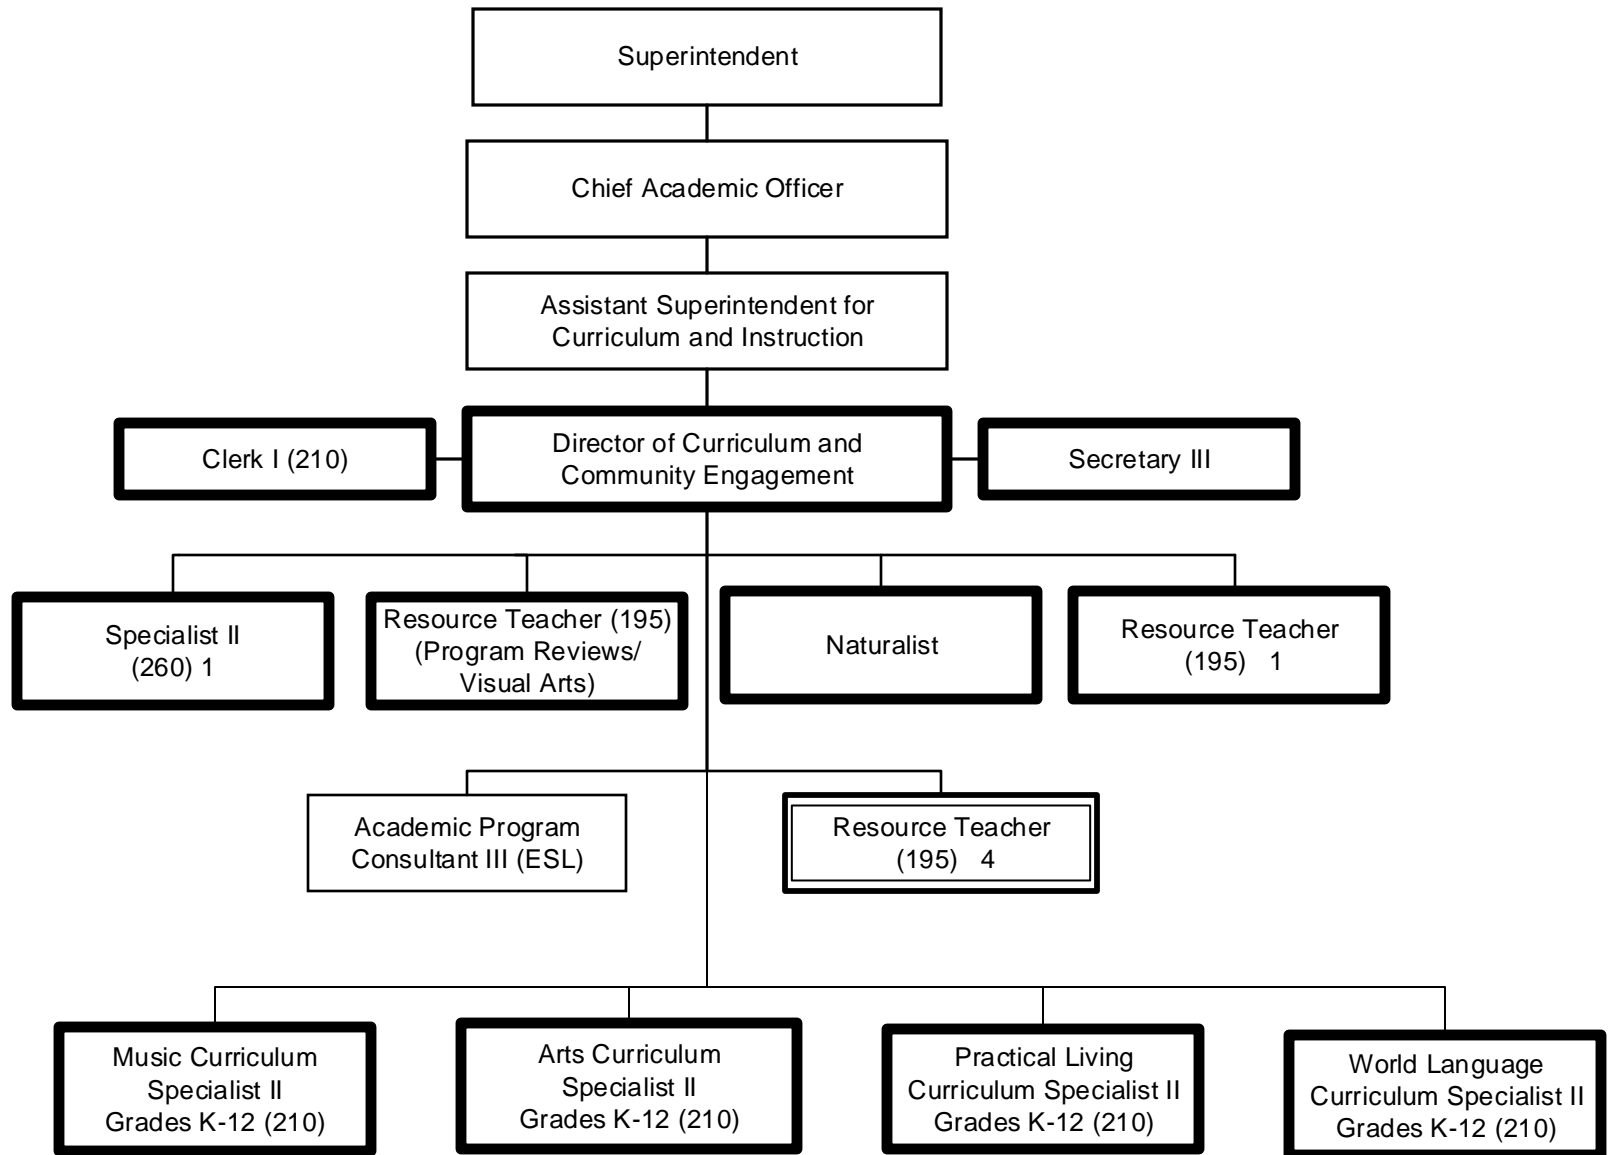 Superintendent
Chief Academic Officer
Assistant Superintendent for
Curriculum and Instruction
Clerk I (210)
Director of Curriculum and
Community Engagement
Secretary III
Specialist II
(260) 1
Resource Teacher (195)
(Program Reviews/
Visual Arts)
Naturalist
Resource Teacher
(195) 1
Academic Program
Consultant III (ESL)
Resource Teacher
(195) 4
Music Curriculum
Specialist II
Grades K-12 (210)
Arts Curriculum
Specialist II
Grades K-12 (210)
Practical Living
Curriculum Specialist II
Grades K-12 (210)
World Language
Curriculum Specialist II
Grades K-12 (210)